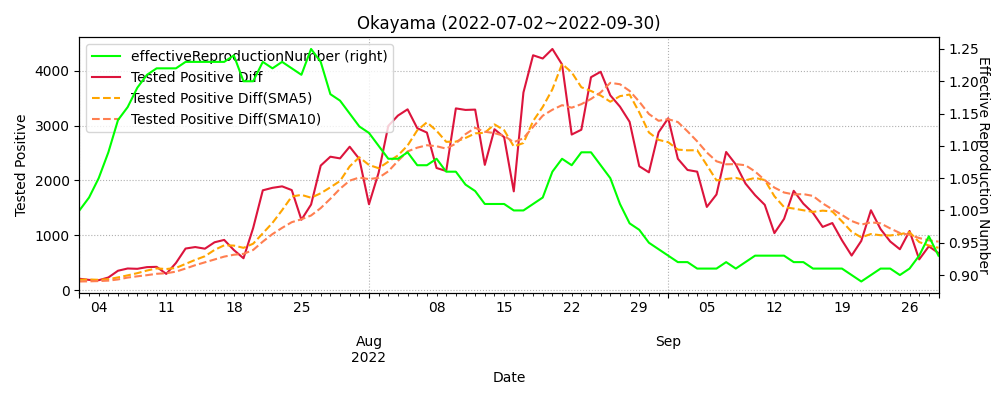 Okayama (2022-07-02~2022-09-30)
effectiveReproductionNumber (right)
Tested Positive Diff
Tested Positive Diff(SMA5)
Tested Positive Diff(SMA10)
Tested Positive
4000
3000
2000
1000
0
1.25
1.20
1.15
1.10
1.05
1.00
0.95
0.90
Effective Reproduction Number
04 11 18 25 08 15 22 29 05 12 19 26
Aug Sep
2022
Date